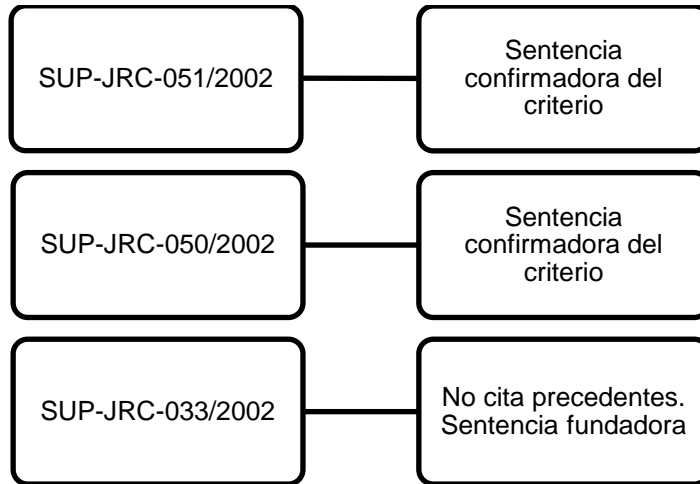 SUP-JRC-051/2002
Sentencia
confirmadora del
criterio
SUP-JRC-050/2002
Sentencia
confirmadora del
criterio
SUP-JRC-033/2002
No cita precedentes.
Sentencia fundadora